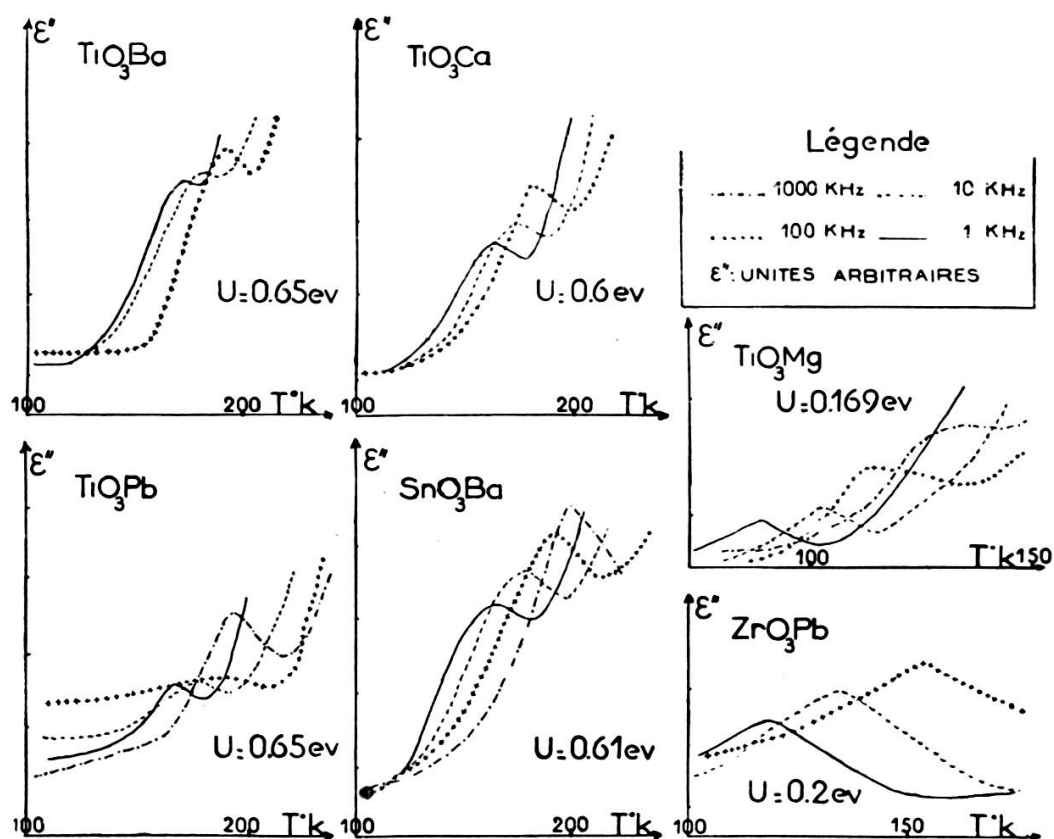 ε"
TiO3Ba
U=0.65ev
100
200
T°k
ε"
TiO3Ca
U=0.6ev
100
200
T°k
Légende
1000 KHz
10 KHz
100 KHz
1 KHz
ε": UNITES ARBITRAIRES
ε"
TiO3Mg
U=0.169ev
100
T°k 150
ε"
TiO3Pb
U=0.65ev
100
200
T°k
ε"
SnO3Ba
U=0.61ev
100
200
T°k
ε"
ZrO3Pb
U=0.2ev
100
150
T°k